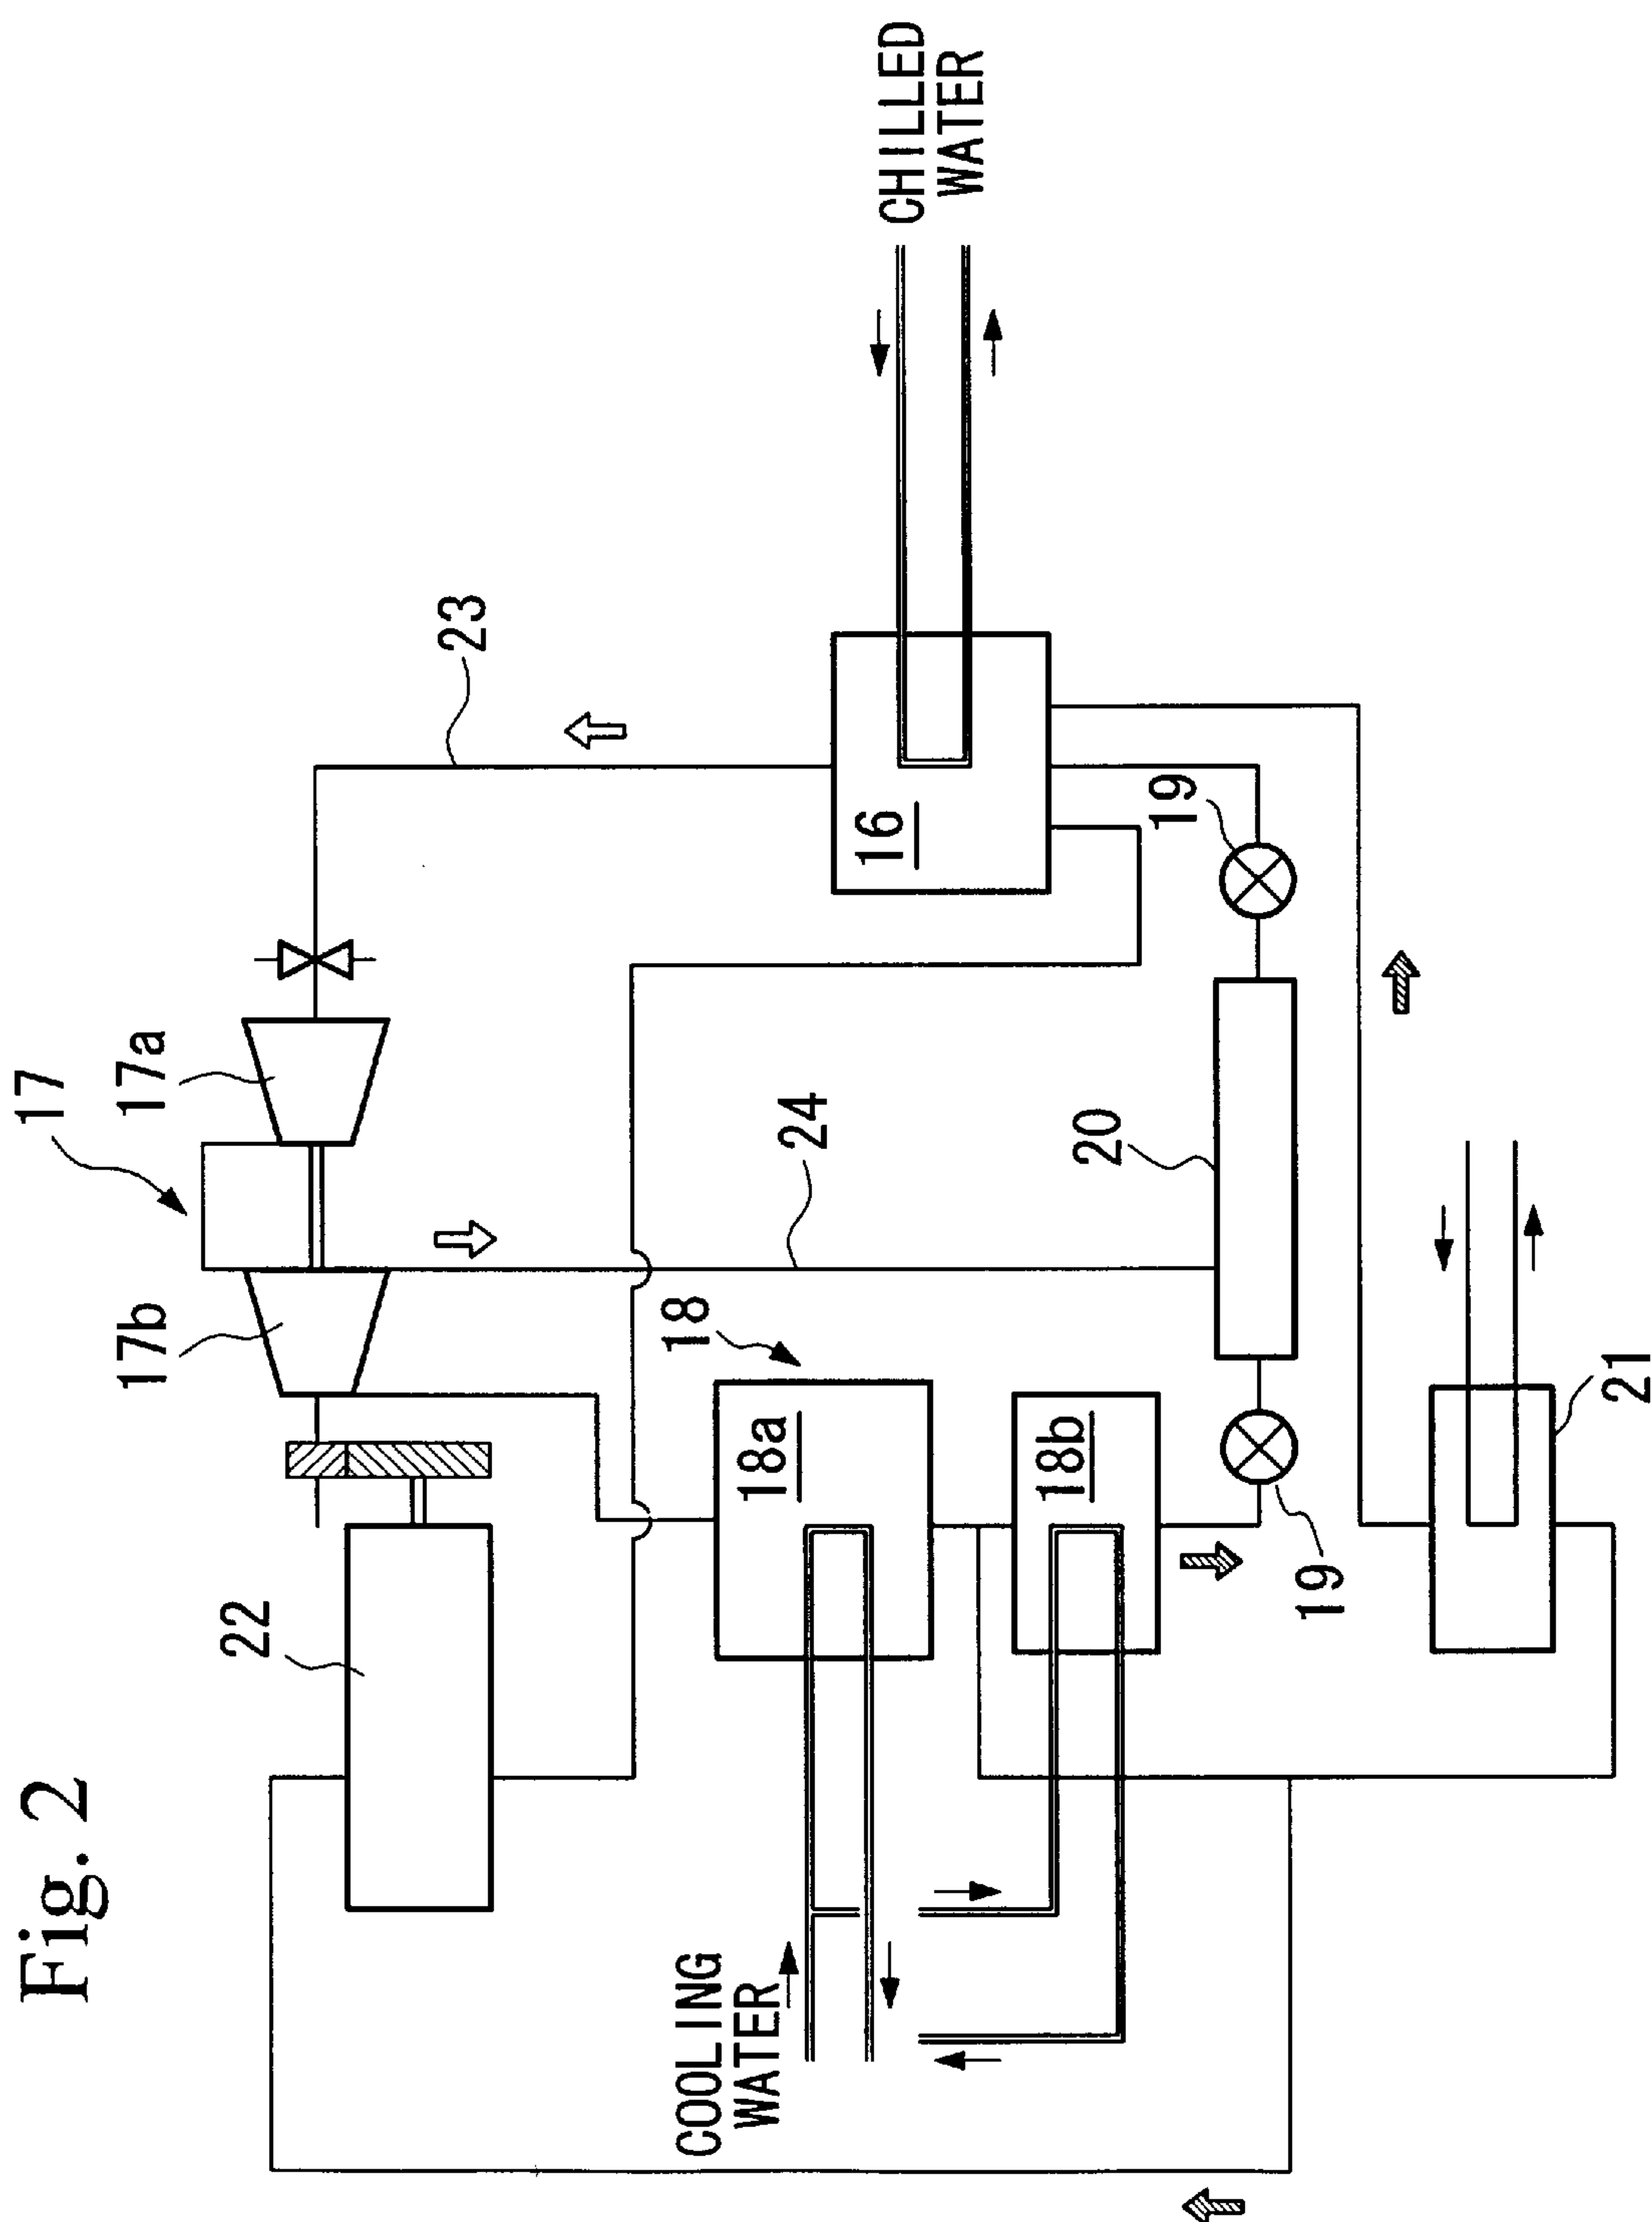 Fig. 2
17
17b
17a
22
23
24
18
18a
18b
COOLING
WATER
CHILLED
WATER
16
19
20
19
21